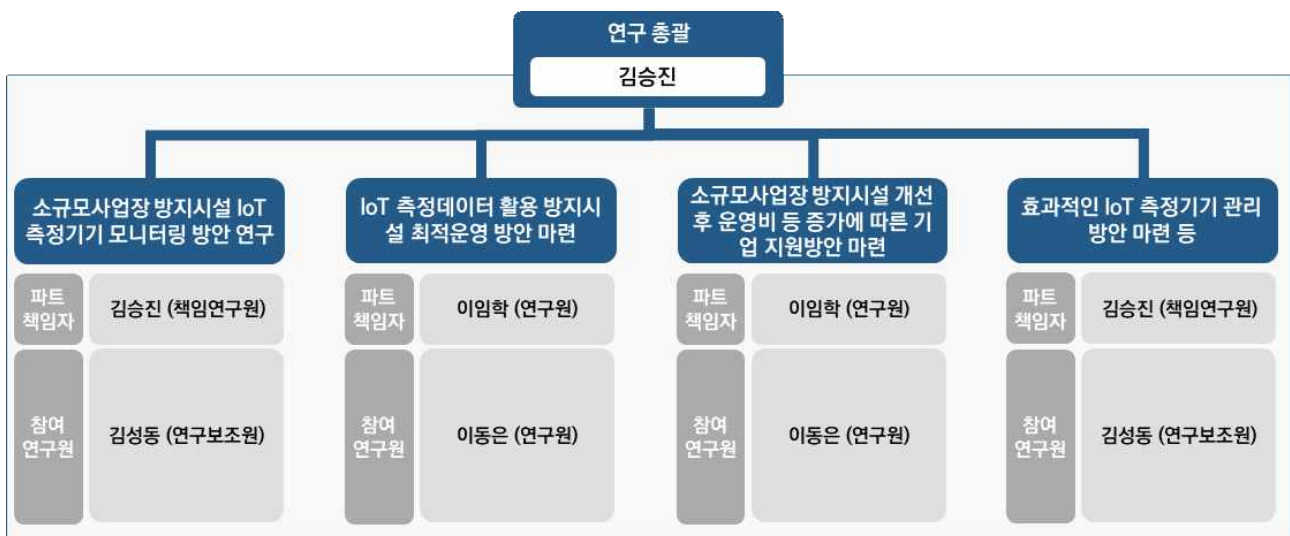 연구 총괄
김승진
소규모사업장 방지시설 IoT
측정기기 모니터링 방안 연구
파트
책임자
김승진 (책임연구원)
참여
연구원
김성동 (연구보조원)
IoT 측정데이터 활용 방지시
설 최적운영 방안 마련
파트
책임자
이임학 (연구원)
참여
연구원
이동은 (연구원)
소규모사업장 방지시설 개선
후 운영비 등 증가에 따른 기
업 지원방안 마련
파트
책임자
이임학 (연구원)
참여
연구원
이동은 (연구원)
효과적인 IoT 측정기기 관리
방안 마련 등
파트
책임자
김승진 (책임연구원)
참여
연구원
김성동 (연구보조원)